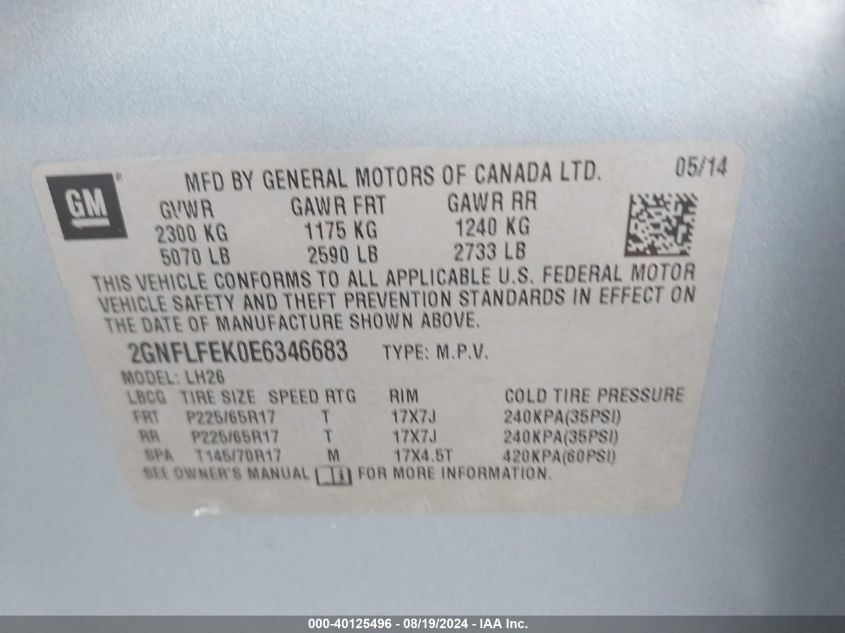 GM®
MFD BY GENERAL MOTORS OF CANADA LTD. 05/14
GVWR GAWR FRT GAWR RR
2300 KG 1175 KG 1240 KG
5070 LB 2590 LB 2733 LB
THIS VEHICLE CONFORMS TO ALL APPLICABLE U.S. FEDERAL MOTOR
VEHICLE SAFETY AND THEFT PREVENTION STANDARDS IN EFFECT ON
THE DATE OF MANUFACTURE SHOWN ABOVE.
2GNFLFEK0E6346683 TYPE: M.P.V.
MODEL: LH26
LBCG TIRE SIZE SPEED RTG RIM COLD TIRE PRESSURE
FRT P225/65R17 T 17X7J 240KPA(35PSI)
RR P225/65R17 T 17X7J 240KPA(35PSI)
SPA T145/70R17 M 17X4.5T 420KPA(60PSI)
SEE OWNER'S MANUAL FOR MORE INFORMATION.
000-40125496 - 08/19/2024 - IAA Inc.